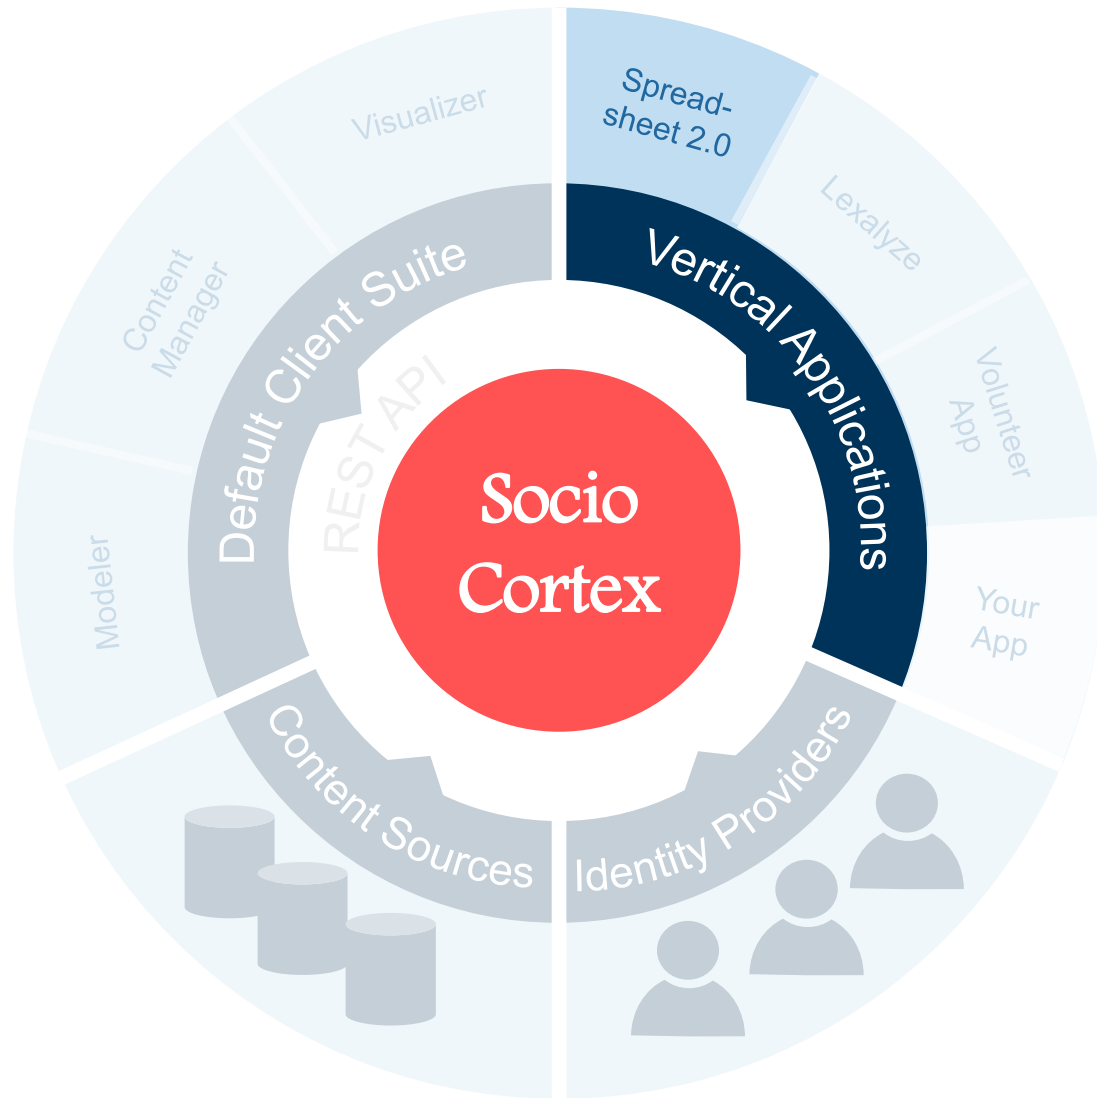 Visualizer
Spread-
sheet 2.0
Lexalyze
Content
Manager
Default Client Suite
Vertical Applications
Volunteer
App
REST API
Socio
Cortex
Modeler
Your
App
Content Sources
Identity Providers